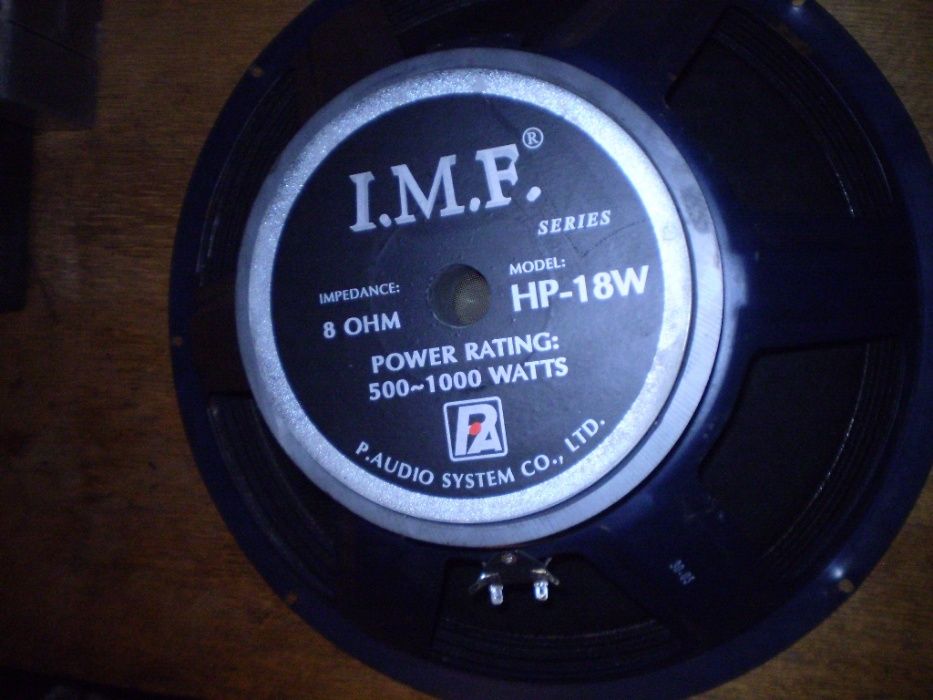 I.M.F.®
SERIES
IMPEDANCE:
8 OHM
MODEL:
HP-18W
POWER RATING:
500~1000 WATTS
PA
P.AUDIO SYSTEM CO., LTD.